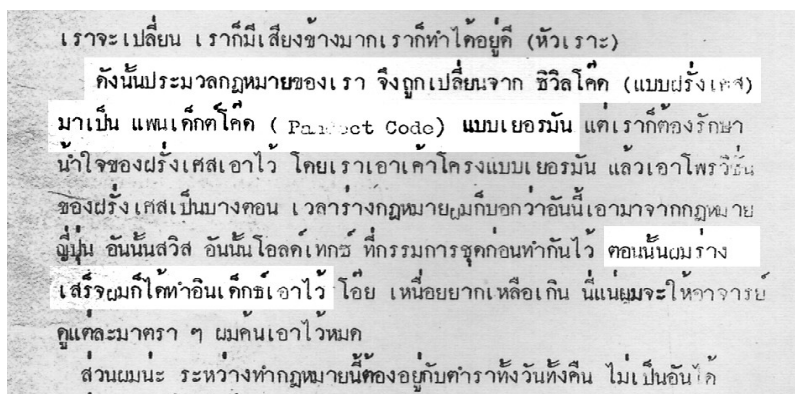 เราจะเปลี่ยน เราก็มีเสียงข้างมากเราก็ทำได้อยู่ดี (หัวเราะ)
ดังนั้นประมวลกฎหมายของเรา จึงถูกเปลี่ยนจาก ซิวิลโค๊ด (แบบฝรั่งเศส)
มาเป็น แพนเด็กต์โค๊ด ( Code) แบบเยอรมัน แต่เราก็ต้องรักษา
น้ำใจของฝรั่งเศสเอาไว้ โดยเราเอาเค้าโครงแบบเยอรมัน แล้วเอาโพรวิชั่น
ของฝรั่งเศสเป็นบางตอน เวลาร่างกฎหมายผมก็บอกว่าอันนี้เอามาจากกฎหมาย
ญี่ปุ่น อันนั้นสวิส อันนั้นโอลด์เทกซ์ ที่กรรมการชุดก่อนทำกันไว้ ตอนนั้นผมร่าง
เสร็จผมก็ได้ทำอินเด็กซ์เอาไว้ โอ๊ย เหนื่อยยากเหลือเกิน นี่แน่ผมจะให้อาจารย์
ดูแต่ละมาตรา ๆ ผมค้นเอาไว้หมด
ส่วนผมน่ะ ระหว่างทำกฎหมายนี้ต้องอยู่กับตำราทั้งวันทั้งคืน ไม่เป็นอันได้